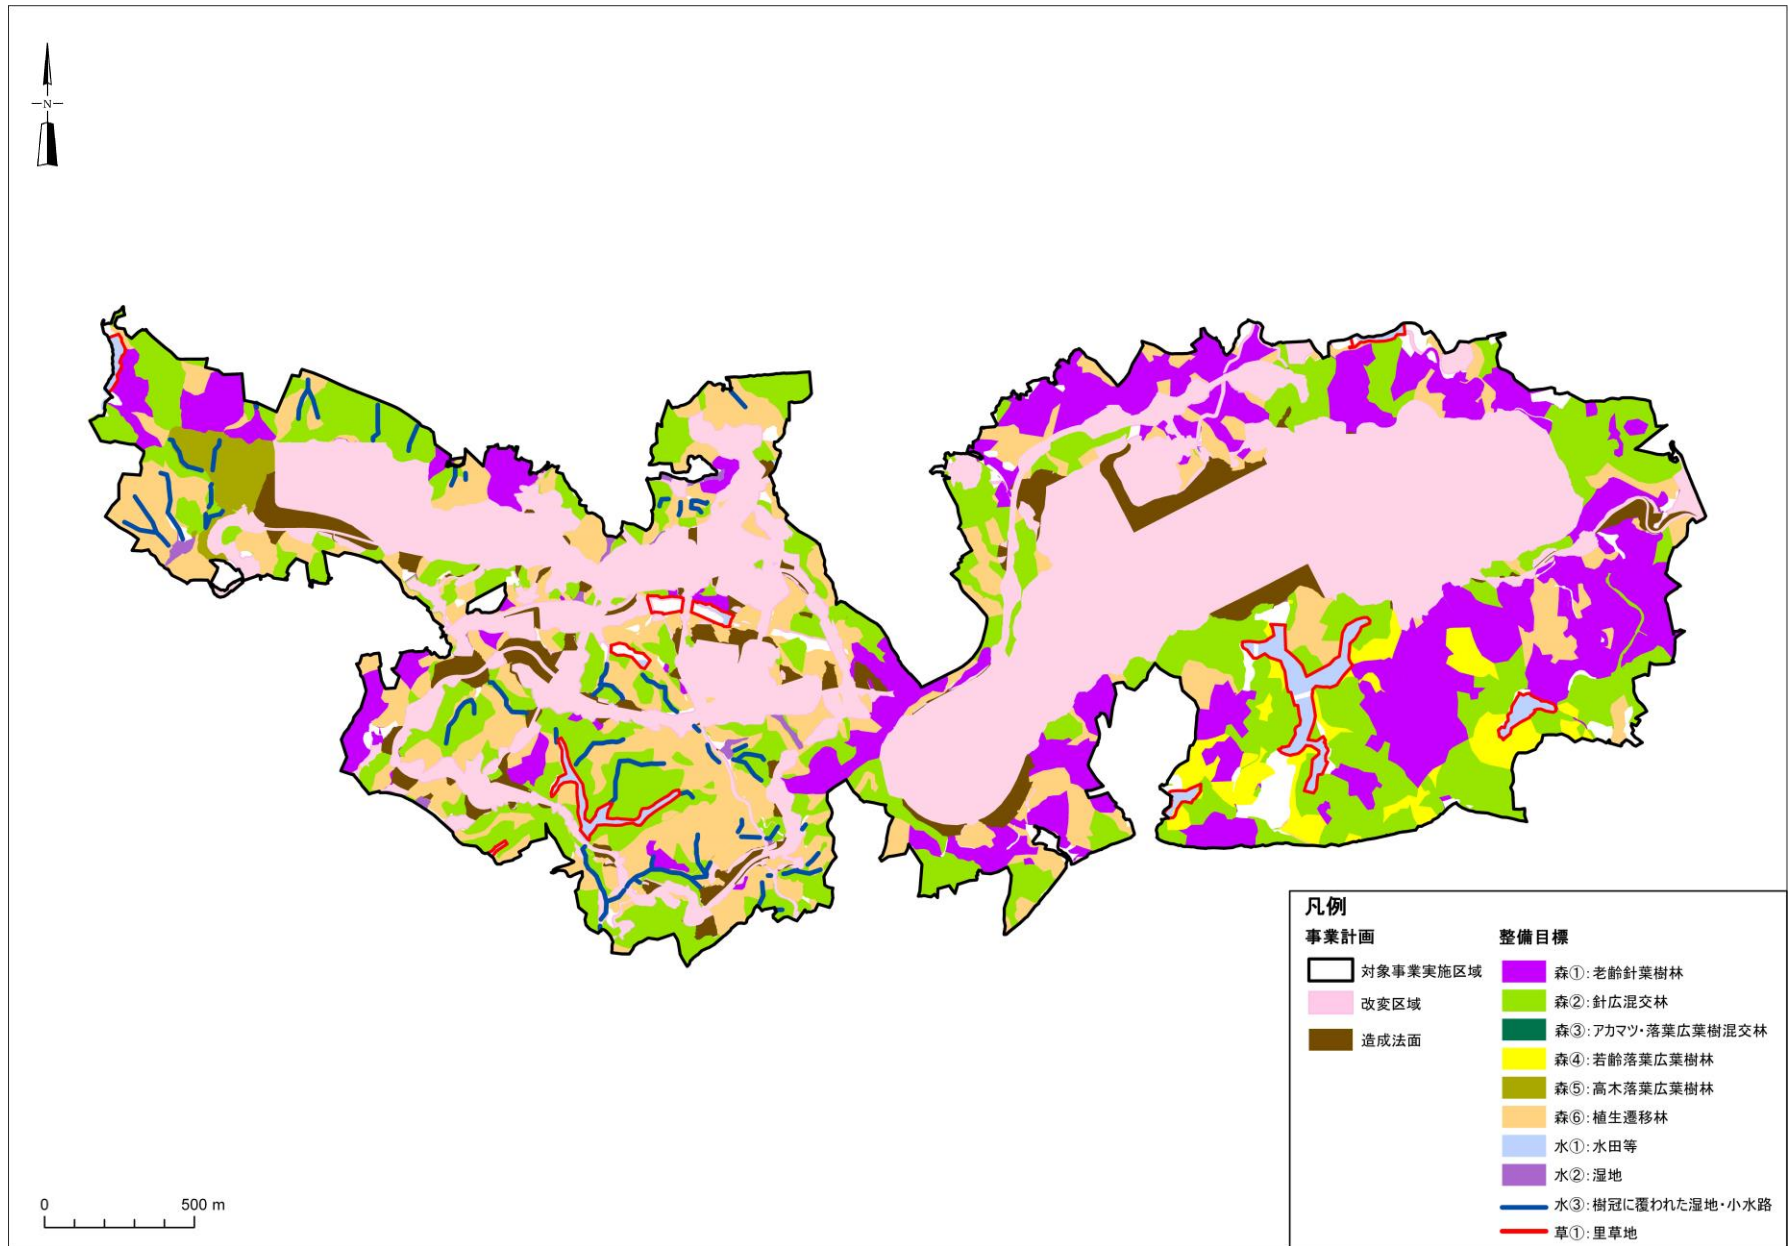 N
凡例
事業計画
対象事業実施区域
改変区域
造成法面
整備目標
森①:老齢針葉樹林
森②:針広混交林
森③:アカマツ・落葉広葉樹混交林
森④:若齢落葉広葉樹林
森⑤:高木落葉広葉樹林
森⑥:植生遷移林
水①:水田等
水②:湿地
水③:樹冠に覆われた湿地・小水路
草①:里草地
0 500 m